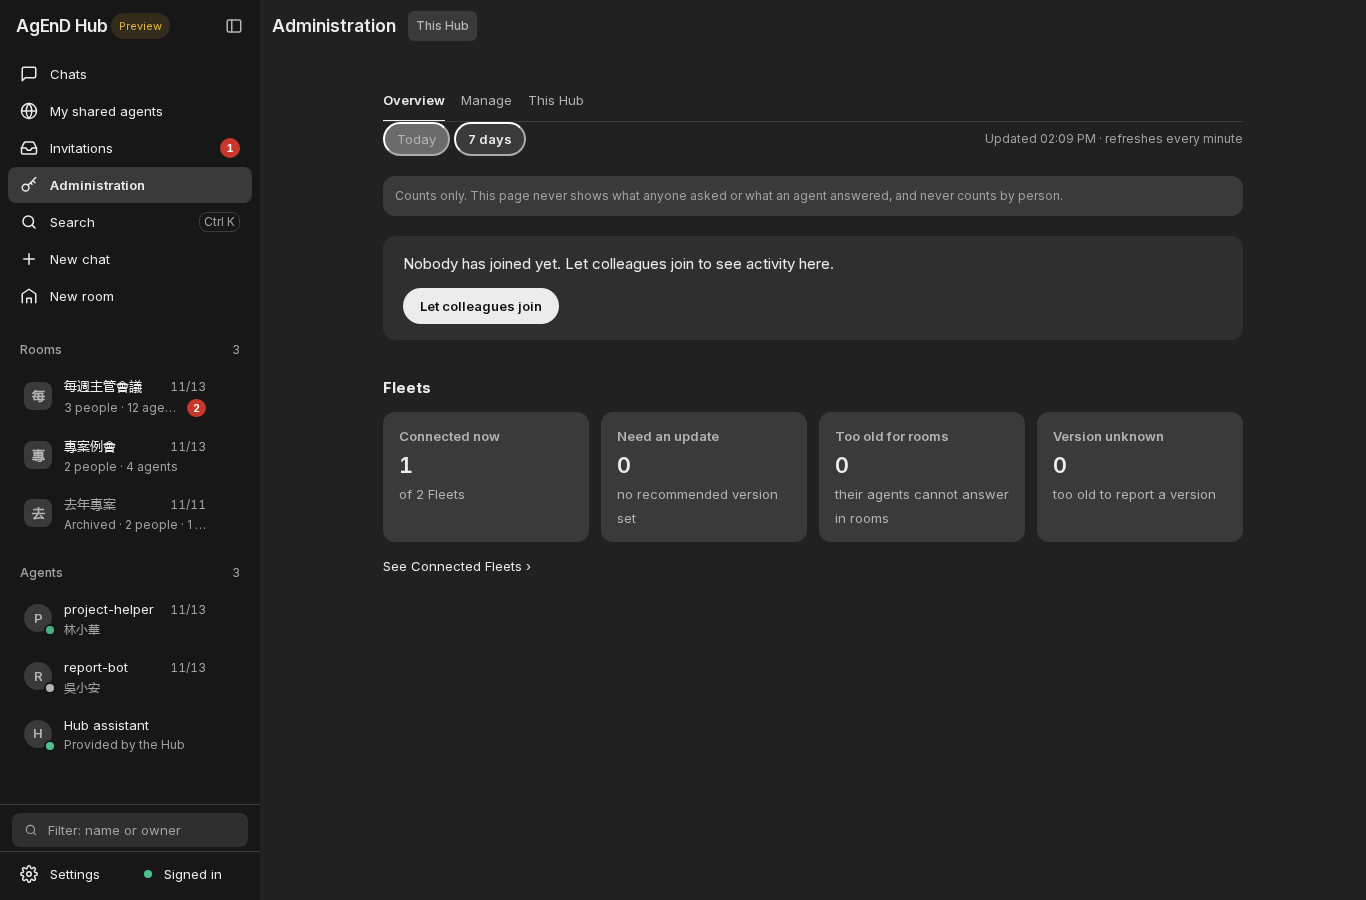 AgEnD Hub Preview
Chats
My shared agents
Invitations 1
Administration
Search Ctrl K
New chat
New room
Rooms 3
每 每週主管會議 11/13
3 people · 12 age… 2
專 專案例會 11/13
2 people · 4 agents
去 去年專案 11/11
Archived · 2 people · 1 …
Agents 3
P project-helper 11/13
林小華
R report-bot 11/13
吳小安
H Hub assistant
Provided by the Hub
Filter: name or owner
Settings Signed in
Administration This Hub
Overview Manage This Hub
Today 7 days Updated 02:09 PM · refreshes every minute
Counts only. This page never shows what anyone asked or what an agent answered, and never counts by person.
Nobody has joined yet. Let colleagues join to see activity here.
Let colleagues join
Fleets
Connected now
1
of 2 Fleets
Need an update
0
no recommended version
set
Too old for rooms
0
their agents cannot answer
in rooms
Version unknown
0
too old to report a version
See Connected Fleets ›